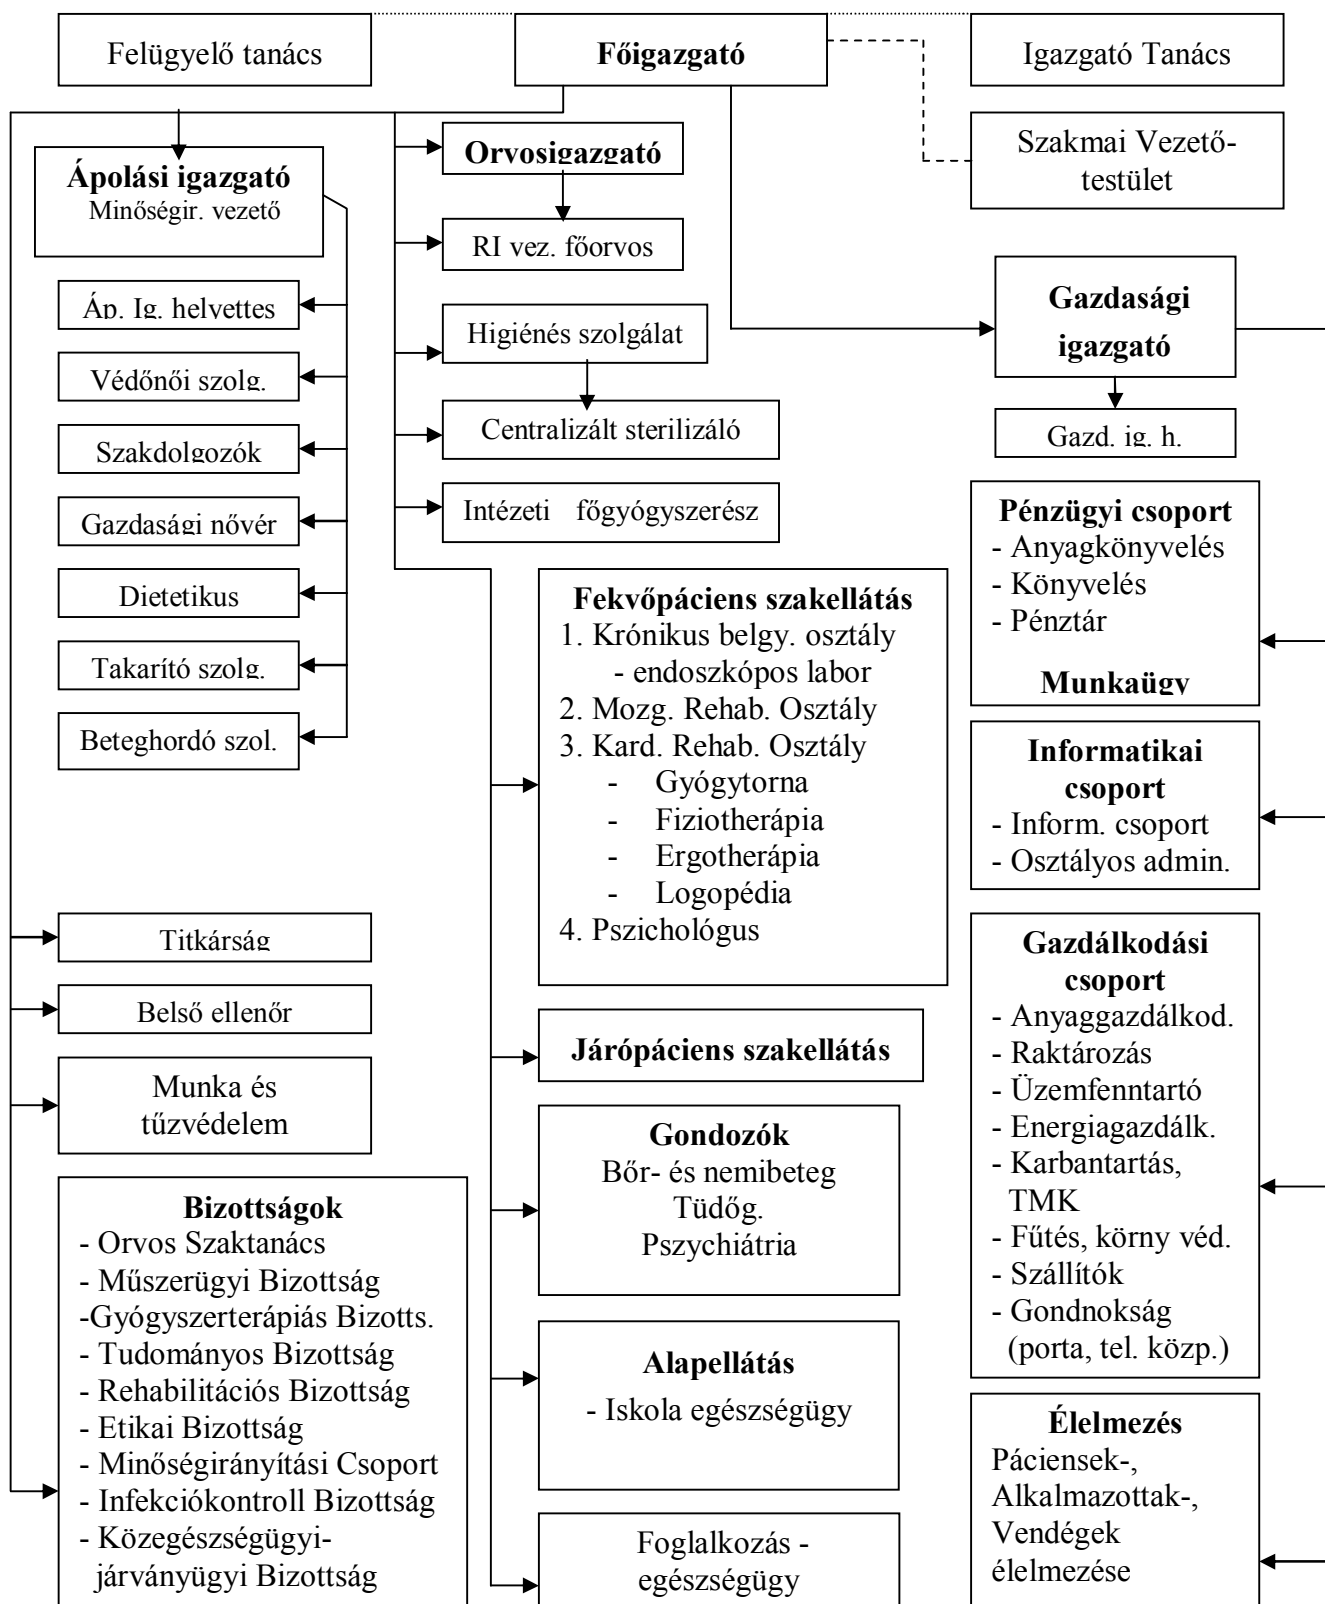 Felügyelő tanács
Főigazgató
Igazgató Tanács
Szakmai Vezető-
testület
Ápolási igazgató
Minőségir. vezető
Orvosigazgató
RI vez. főorvos
Gazdasági
igazgató
Gazd. ig. h.
Áp. Ig. helyettes
Védőnői szolg.
Szakdolgozók
Gazdasági nővér
Dietetikus
Takarító szolg.
Beteghordó szol.
Higiénés szolgálat
Centralizált sterilizáló
Intézeti főgyógyszerész
Fekvőpáciens szakellátás
1. Krónikus belgy. osztály
- endoszkópos labor
2. Mozg. Rehab. Osztály
3. Kard. Rehab. Osztály
- Gyógytorna
- Fiziotherápia
- Ergotherápia
- Logopédia
4. Pszichológus
Pénzügyi csoport
- Anyagkönyvelés
- Könyvelés
- Pénztár
Munkaügy
Informatikai
csoport
- Inform. csoport
- Osztályos admin.
Titkárság
Belső ellenőr
Munka és
tűzvédelem
Járópáciens szakellátás
Gondozók
Bőr- és nemibeteg
Tüdőg.
Pszychiátria
Gazdálkodási
csoport
- Anyaggazdálkod.
- Raktározás
- Üzemfenntartó
- Energiagazdálk.
- Karbantartás,
TMK
- Fűtés, körny véd.
- Szállítók
- Gondnokság
(porta, tel. közp.)
Bizottságok
- Orvos Szaktanács
- Műszerügyi Bizottság
-Gyógyszerterápiás Bizotts.
- Tudományos Bizottság
- Rehabilitációs Bizottság
- Etikai Bizottság
- Minőségirányítási Csoport
- Infekciókontroll Bizottság
- Közegészségügyi-
járványügyi Bizottság
Alapellátás
- Iskola egészségügy
Foglalkozás -
egészségügy
Élelmezés
Páciensek-,
Alkalmazottak-,
Vendégek
élelmezése